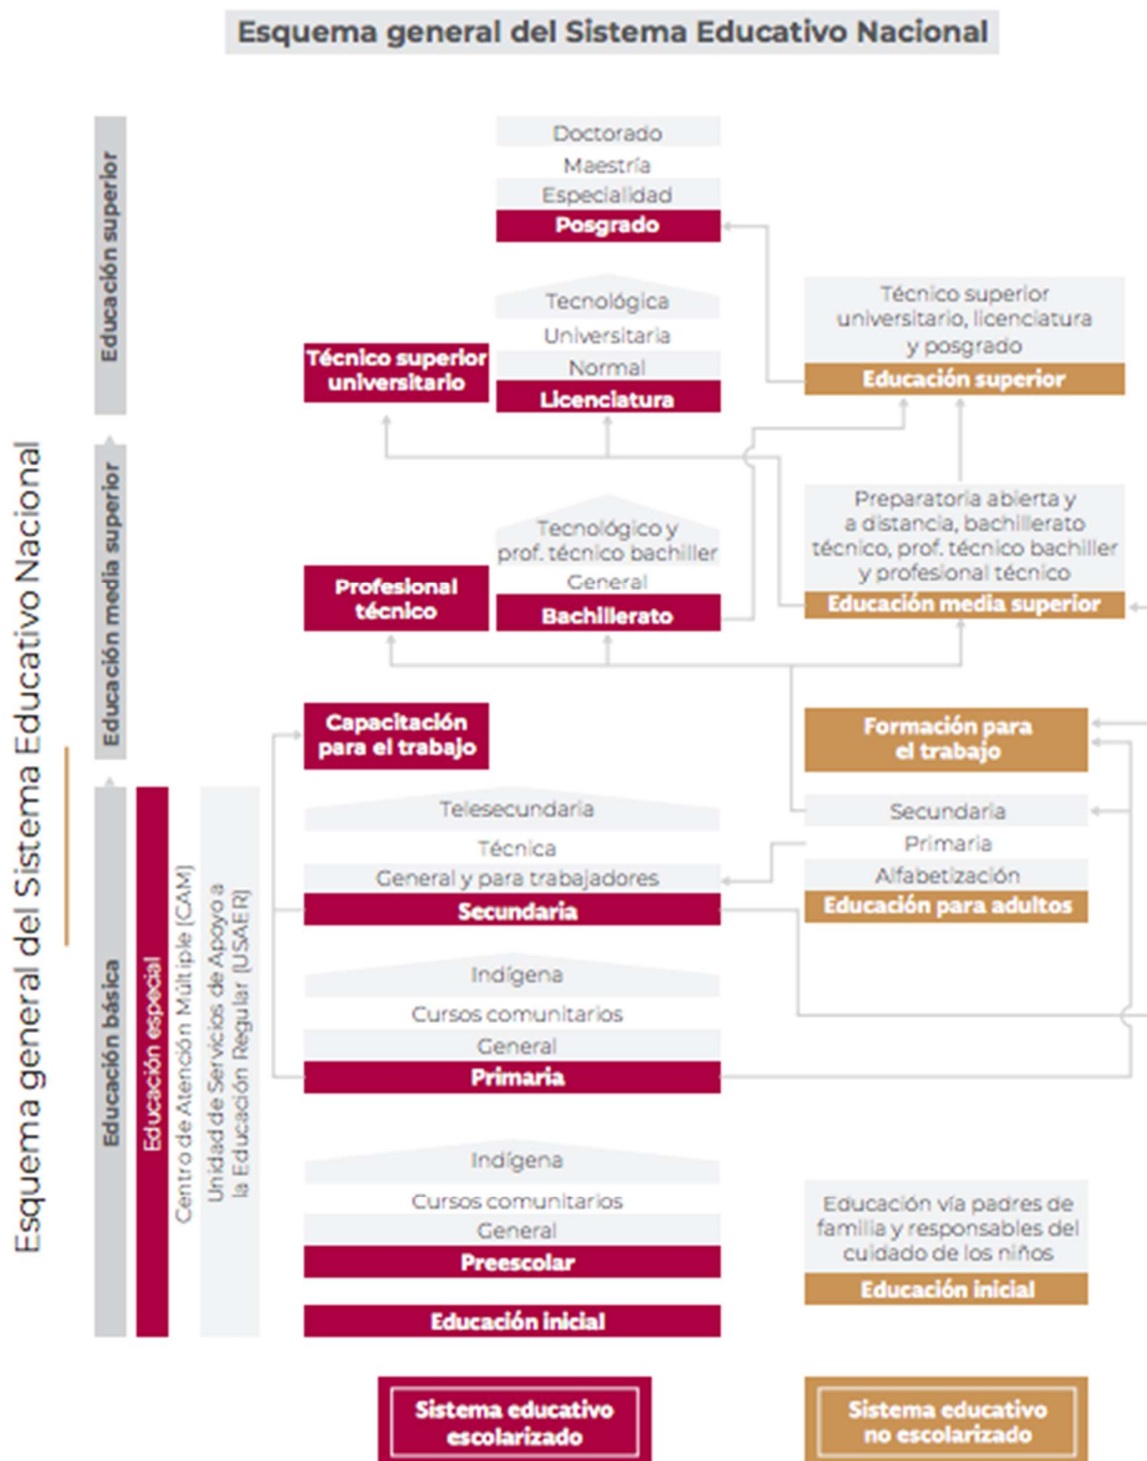 Esquema general del Sistema Educativo Nacional
Esquema general del Sistema Educativo Nacional
Educación superior
Educación media superior
Educación básica
Educación especial
Centro de Atención Múltiple (CAM)
Unidad de Servicios de Apoyo a
la Educación Regular (USAER)
Doctorado
Maestría
Especialidad
Posgrado
Tecnológica
Universitaria
Normal
Licenciatura
Técnico superior
universitario
Técnico superior
universitario, licenciatura
y posgrado
Educación superior
Tecnológico y
prof. técnico bachiller
General
Bachillerato
Profesional
técnico
Preparatoria abierta y
a distancia, bachillerato
técnico, prof. técnico bachiller
y profesional técnico
Educación media superior
Capacitación
para el trabajo
Formación para
el trabajo
Telesecundaria
Técnica
General y para trabajadores
Secundaria
Secundaria
Primaria
Alfabetización
Educación para adultos
Indígena
Cursos comunitarios
General
Primaria
Indígena
Cursos comunitarios
General
Preescolar
Educación inicial
Educación vía padres de
familia y responsables del
cuidado de los niños
Educación inicial
Sistema educativo
escolarizado
Sistema educativo
no escolarizado